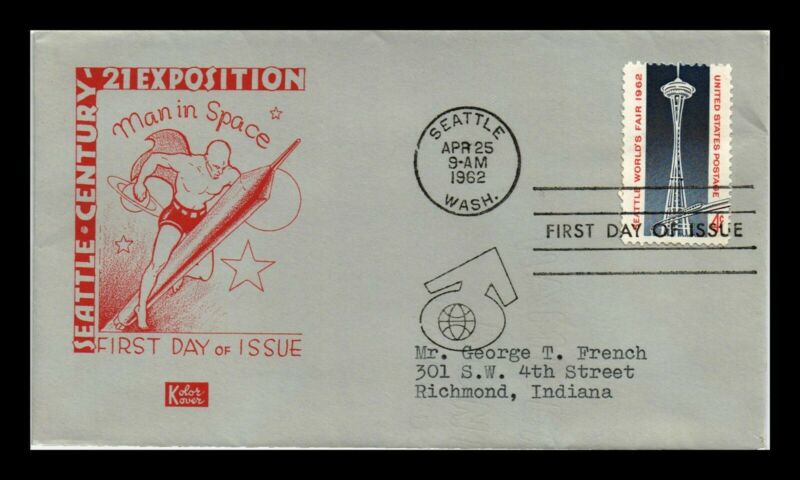 SEATTLE • CENTURY
21 EXPOSITION
Man in Space
FIRST DAY OF ISSUE
Kolor
Kover
SEATTLE
APR 25
9-AM
1962
WASH.
SEATTLE WORLD'S FAIR 1962
UNITED STATES POSTAGE
4¢
FIRST DAY OF ISSUE
Mr. George T. French
301 S.W. 4th Street
Richmond, Indiana